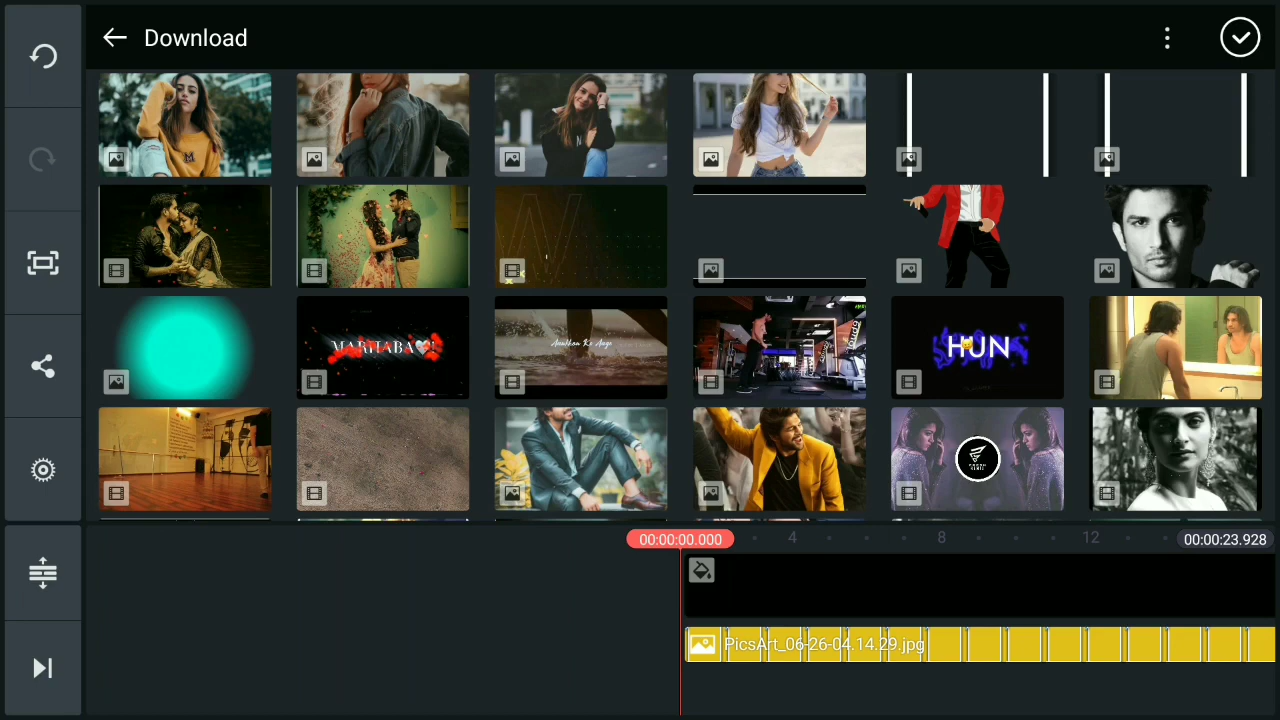 Download
M
N
MARHABA
HUN
00:00:00.000
4
8
12
00:00:23.928
PicsArt_06-26-04.14.29.jpg